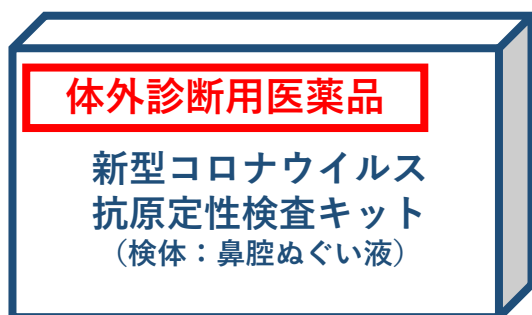 体外診断用医薬品
新型コロナウイルス
抗原定性検査キット
（検体：鼻腔ぬぐい液）